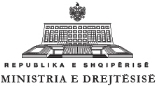 REPUBLIKA E SHQIPËRISË
MINISTRIA E DREJTËSISË